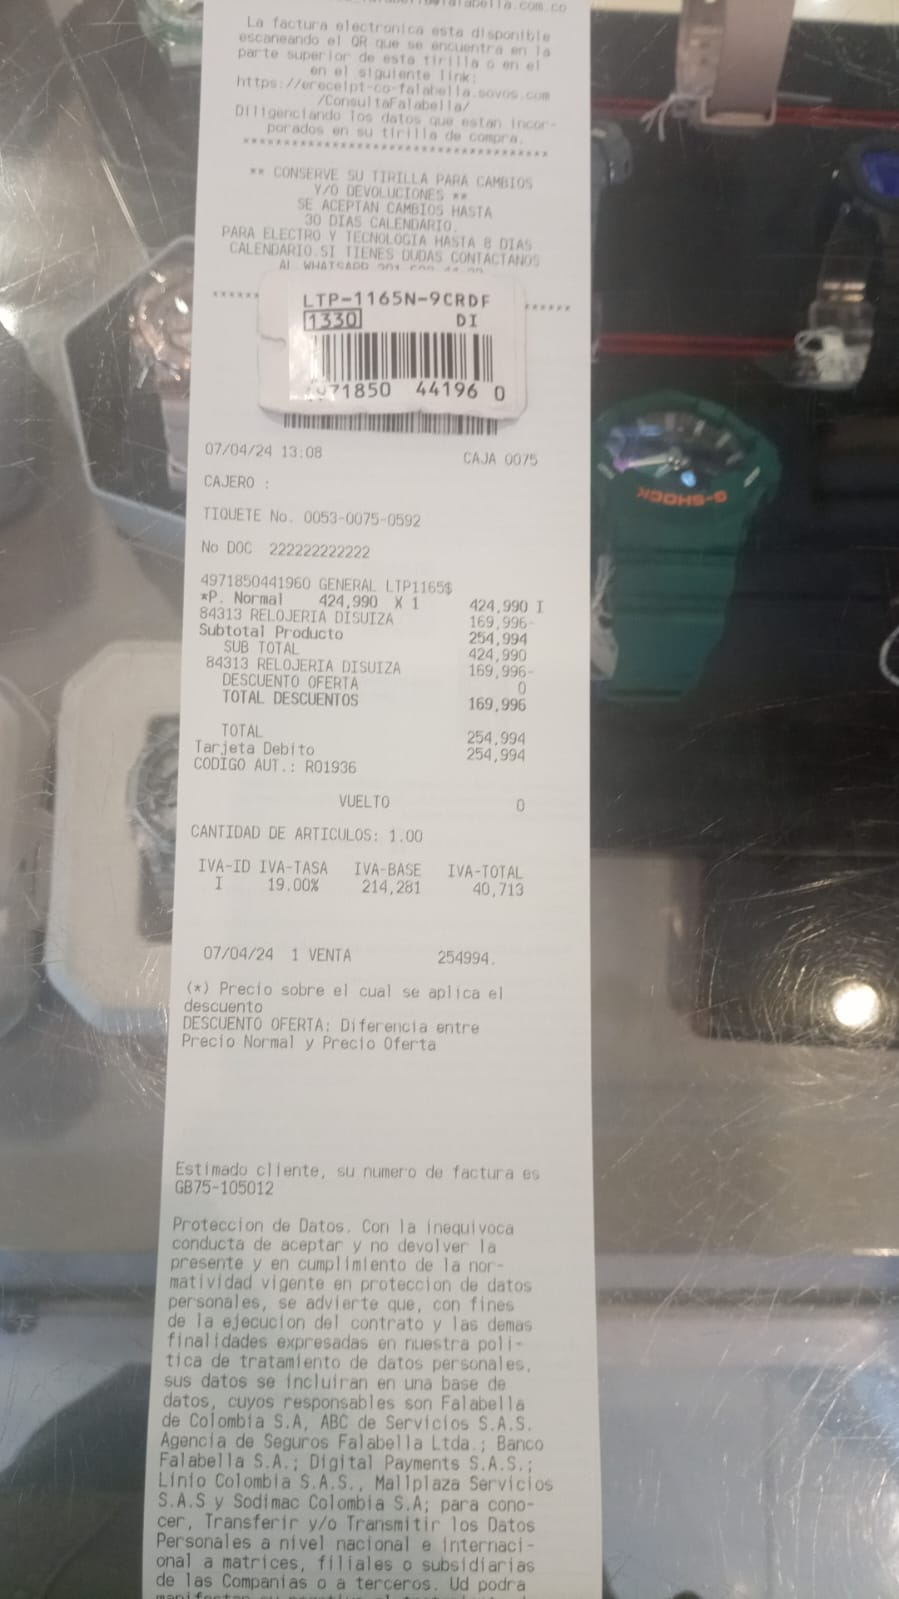 La factura electronica esta disponible
escaneando el QR que se encuentra en la
parte superior de esta tirilla o en el
en el siguiente link:
https://erecelpt-co-falabella.sovos.com
/ConsultaFalabella/
Diligenciando los datos que estan incor-
porados en su tirilla de compra.
**************************************
** CONSERVE SU TIRILLA PARA CAMBIOS
Y/O DEVOLUCIONES **
SE ACEPTAN CAMBIOS HASTA
30 DIAS CALENDARIO.
PARA ELECTRO Y TECNOLOGIA HASTA 8 DIAS
CALENDARIO.SI TIENES DUDAS CONTACTANOS
AL WHATSAPP
LTP-1165N-9CRDF
1330 DI
971850 44196 0
07/04/24 13:08 CAJA 0075
CAJERO :
TIQUETE No. 0053-0075-0592
No DOC 222222222222
4971850441960 GENERAL LTP1165$
*P. Normal 424,990 X 1 424,990 I
84313 RELOJERIA DISUIZA 169,996-
Subtotal Producto 254,994
SUB TOTAL 424,990
84313 RELOJERIA DISUIZA 169,996-
DESCUENTO OFERTA 0
TOTAL DESCUENTOS 169,996
TOTAL 254,994
Tarjeta Debito 254,994
CODIGO AUT.: R01936
VUELTO 0
CANTIDAD DE ARTICULOS: 1.00
IVA-ID IVA-TASA IVA-BASE IVA-TOTAL
I 19.00% 214,281 40,713
07/04/24 1 VENTA 254994.
(*) Precio sobre el cual se aplica el
descuento
DESCUENTO OFERTA: Diferencia entre
Precio Normal y Precio Oferta
Estimado cliente, su numero de factura es
GB75-105012
Proteccion de Datos. Con la inequivoca
conducta de aceptar y no devolver la
presente y en cumplimiento de la nor-
matividad vigente en proteccion de datos
personales, se advierte que, con fines
de la ejecucion del contrato y las demas
finalidades expresadas en nuestra poli-
tica de tratamiento de datos personales,
sus datos se incluiran en una base de
datos, cuyos responsables son Falabella
de Colombia S.A, ABC de Servicios S.A.S.
Agencia de Seguros Falabella Ltda.; Banco
Falabella S.A.; Digital Payments S.A.S.;
Linio Colombia S.A.S., Mallplaza Servicios
S.A.S y Sodimac Colombia S.A; para cono-
cer, Transferir y/o Transmitir los Datos
Personales a nivel nacional e internaci-
onal a matrices, filiales o subsidiarias
de las Companias o a terceros. Ud podra
G-SHOCK